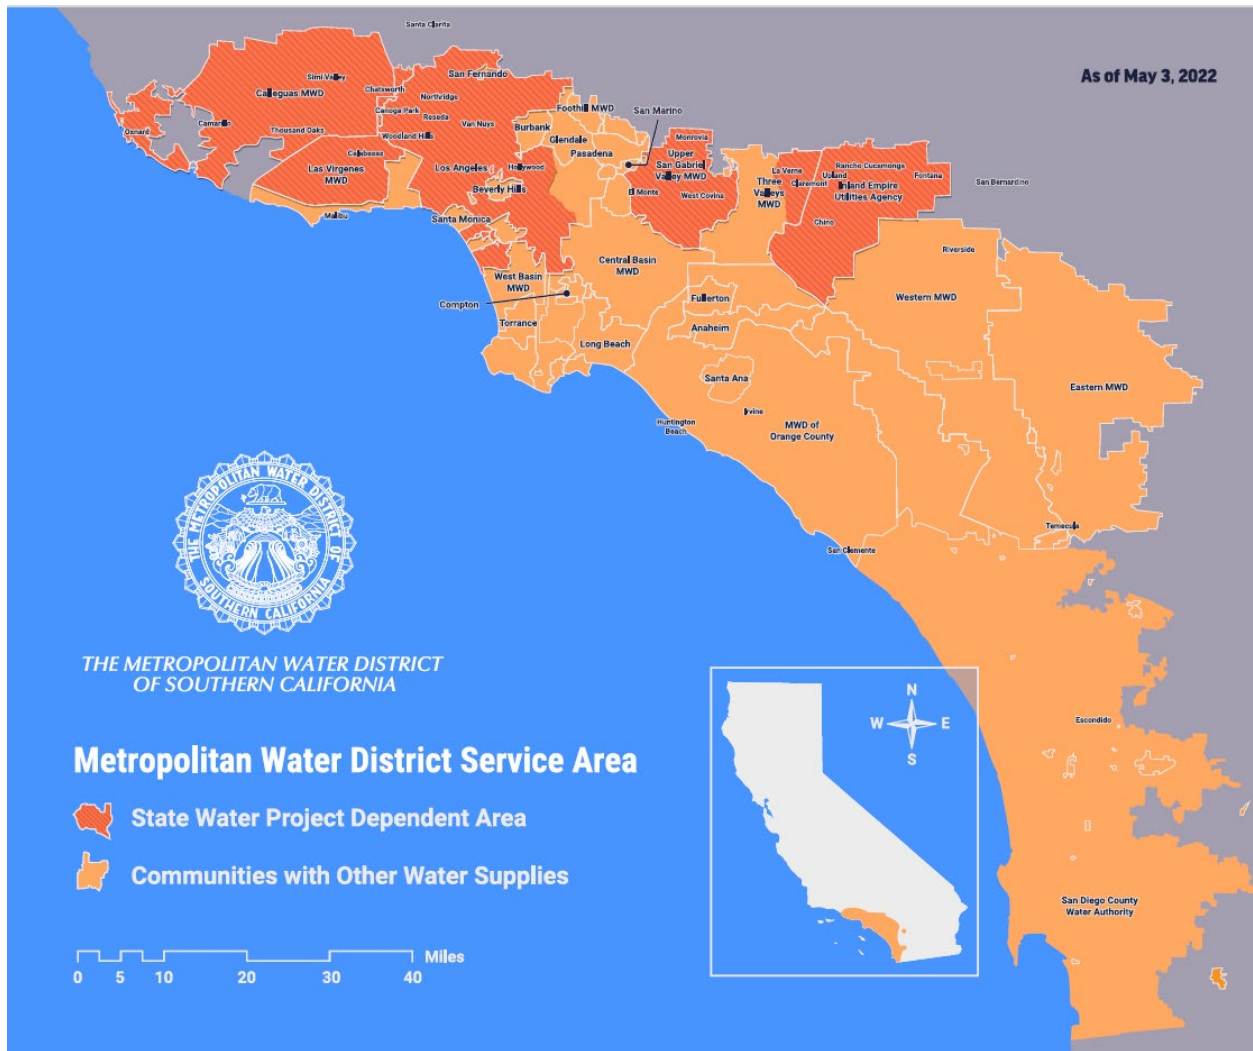 Santa Clarita
As of May 3, 2022
Simi Valley
San Fernando
Calleguas MWD
Chatsworth
Northridge
Foothill MWD
San Marino
Canoga Park
Reseda
Van Nuys
Oxnard
Camarillo
Thousand Oaks
Woodland Hills
Burbank
Glendale
Monrovia
Calabasas
Pasadena
Upper
San Gabriel
Valley MWD
Las Virgenes
MWD
Los Angeles
Hollywood
La Verne
Rancho Cucamonga
Upland
Fontana
San Bernardino
Claremont
Three
Valleys
MWD
Inland Empire
Utilities Agency
Beverly Hills
El Monte
West Covina
Malibu
Santa Monica
Chino
Riverside
Central Basin
MWD
West Basin
MWD
Compton
Fullerton
Western MWD
Torrance
Anaheim
Long Beach
Santa Ana
Eastern MWD
Irvine
Huntington
Beach
MWD of
Orange County
Temecula
San Clemente
THE METROPOLITAN WATER DISTRICT OF
SOUTHERN CALIFORNIA
THE METROPOLITAN WATER DISTRICT
OF SOUTHERN CALIFORNIA
N
W E
S
Escondido
Metropolitan Water District Service Area
State Water Project Dependent Area
Communities with Other Water Supplies
San Diego County
Water Authority
Miles
0 5 10 20 30 40